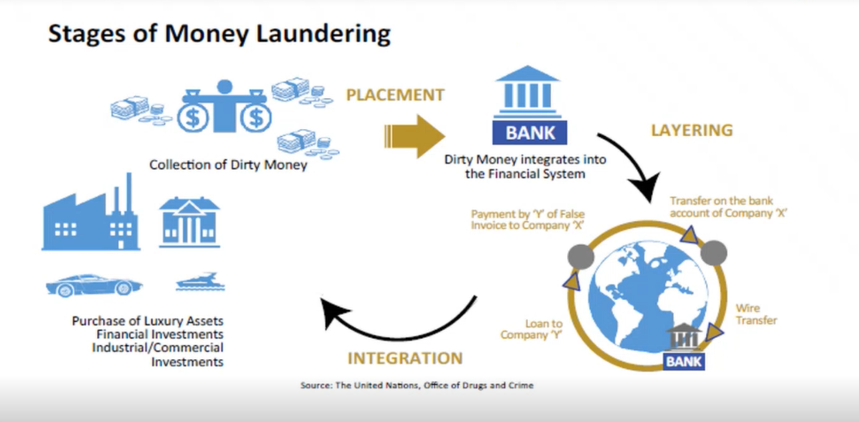 Stages of Money Laundering
PLACEMENT
BANK
LAYERING
Collection of Dirty Money
Dirty Money integrates into
the Financial System
Payment by ‘Y’ of False
Invoice to Company ‘X’
Transfer on the bank
account of Company ‘X’
Loan to
Company ‘Y’
Wire
Transfer
BANK
Purchase of Luxury Assets
Financial Investments
Industrial/Commercial
Investments
INTEGRATION
Source: The United Nations, Office of Drugs and Crime